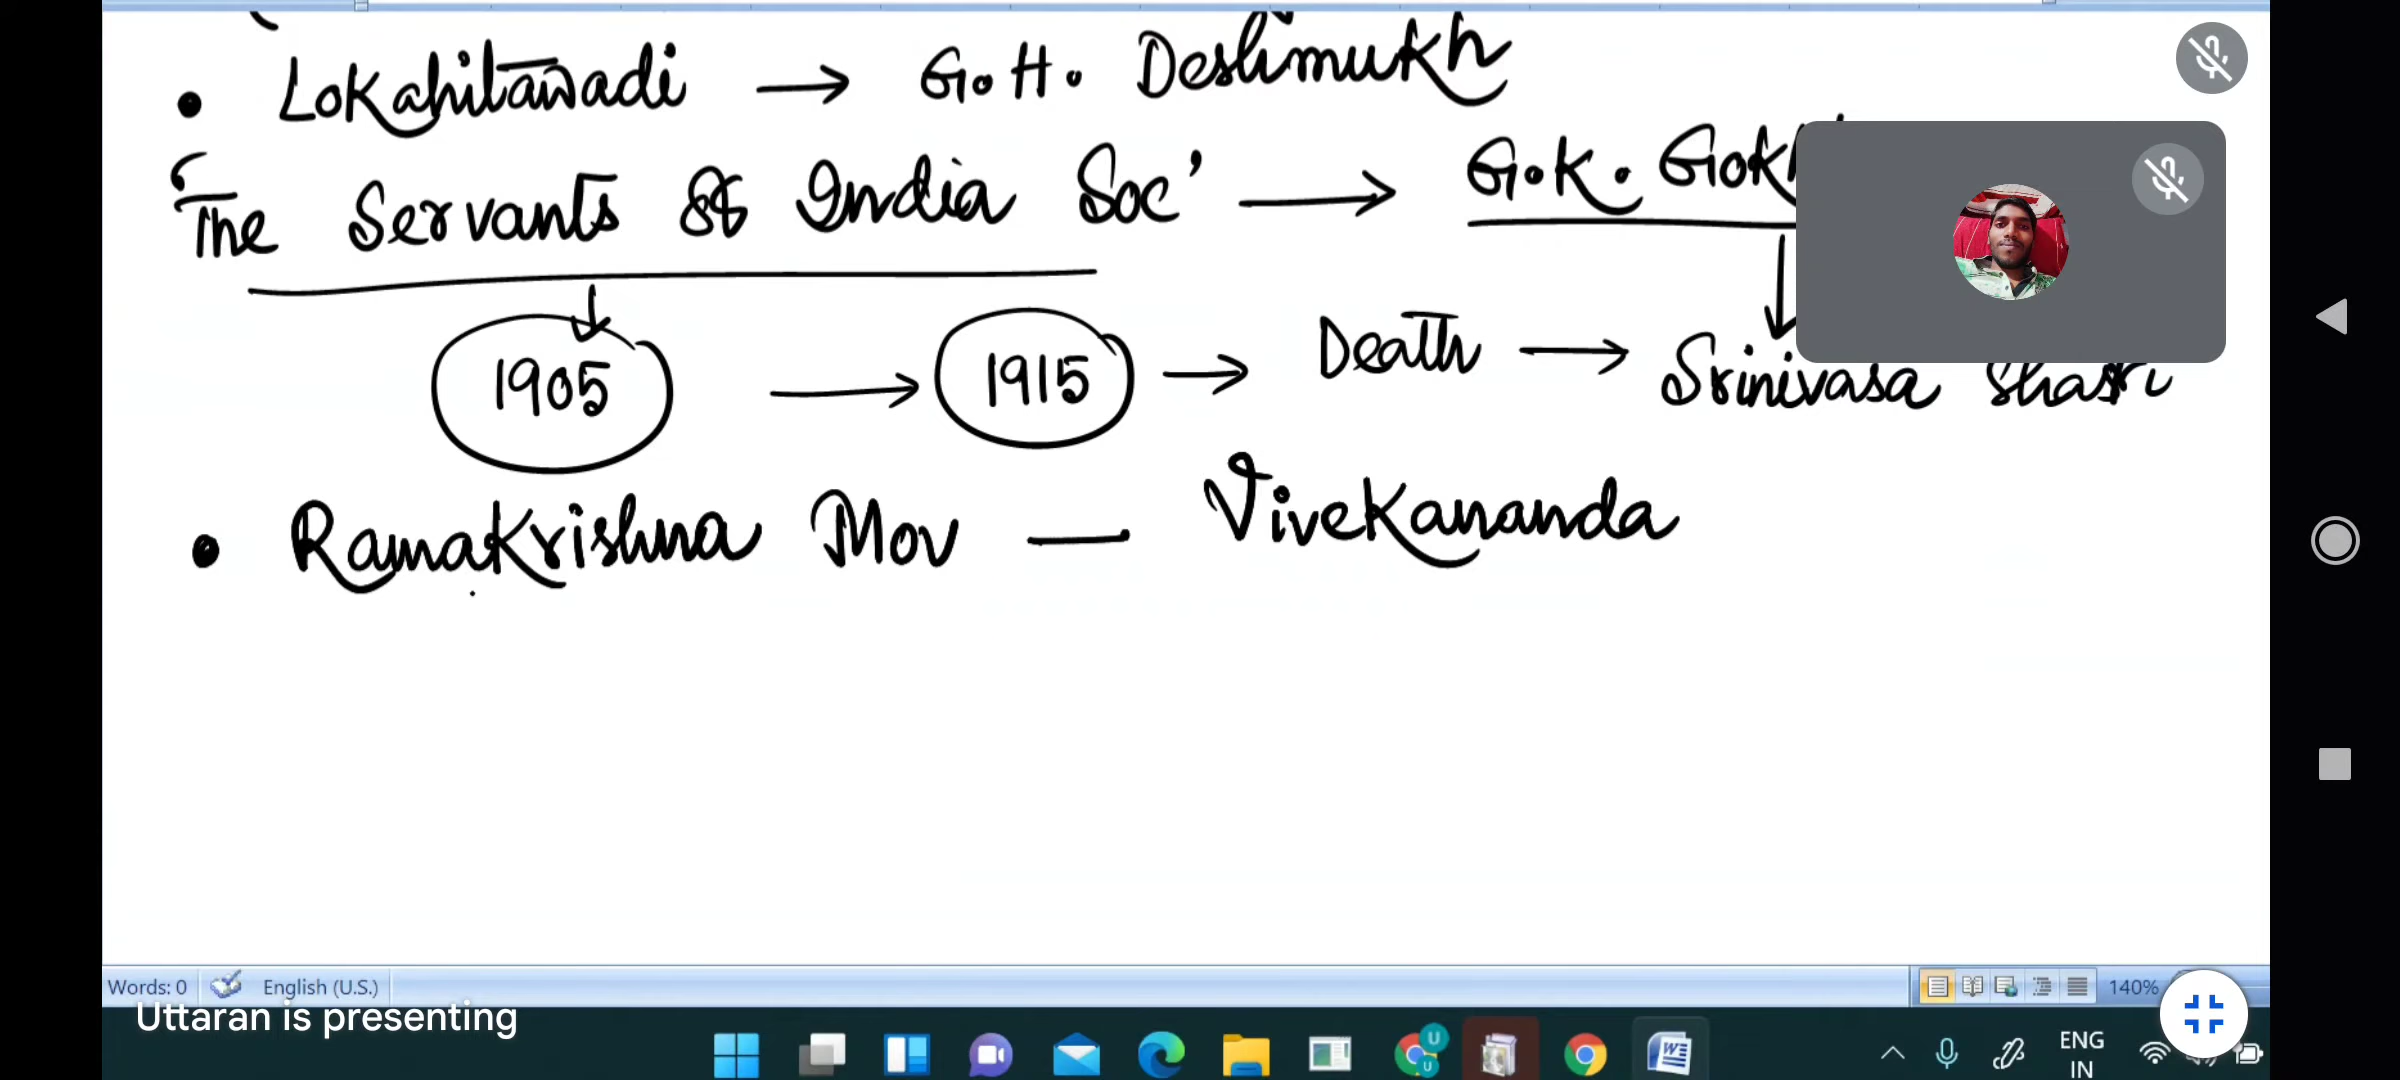 • Lokahitawadi → G.H. Deshmukh
The Servants of India Soc' → G.K.
1905 → 1915 → Death → Srinivasa Shastri
• Ramakrishna Mov — Vivekananda
Words: 0 English (U.S.) 140%
Uttaran is presenting
ENG
IN